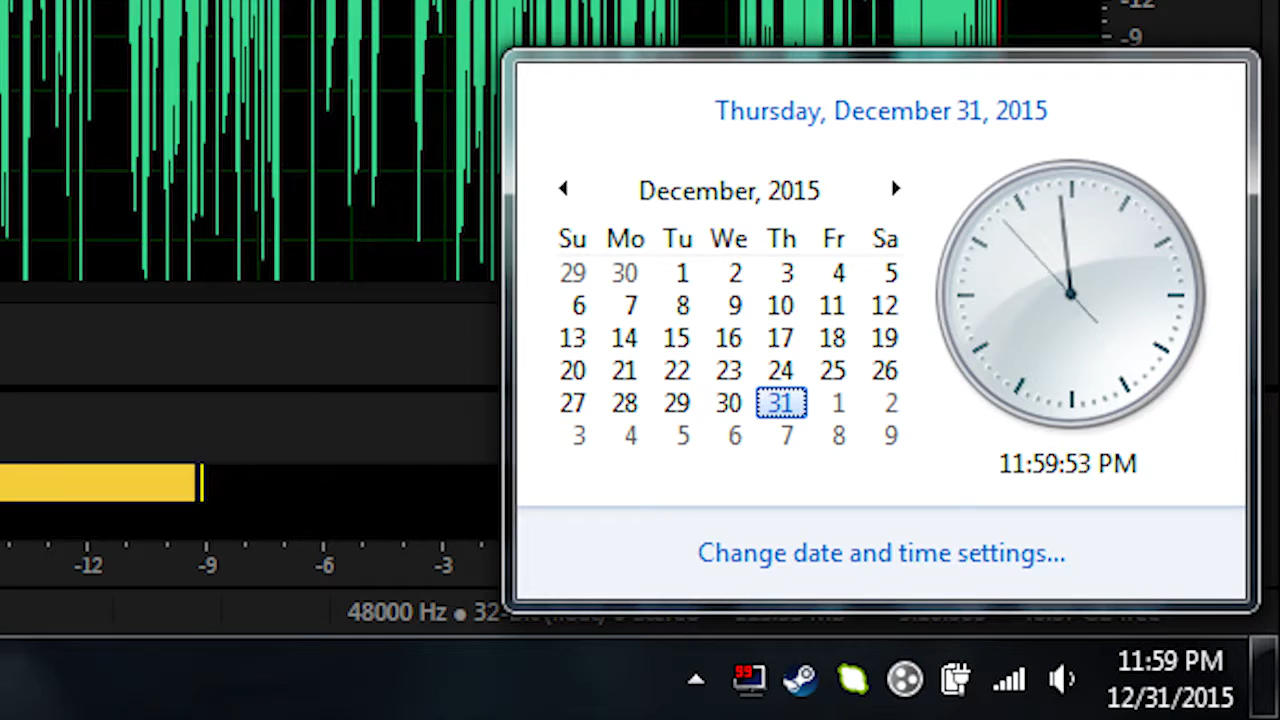 -12
-9
Thursday, December 31, 2015
December, 2015
Su Mo Tu We Th Fr Sa
29 30 1 2 3 4 5
6 7 8 9 10 11 12
13 14 15 16 17 18 19
20 21 22 23 24 25 26
27 28 29 30 31 1 2
3 4 5 6 7 8 9
11:59:53 PM
Change date and time settings...
-12 -9 -6 -3
48000 Hz ● 32-
99
11:59 PM
12/31/2015